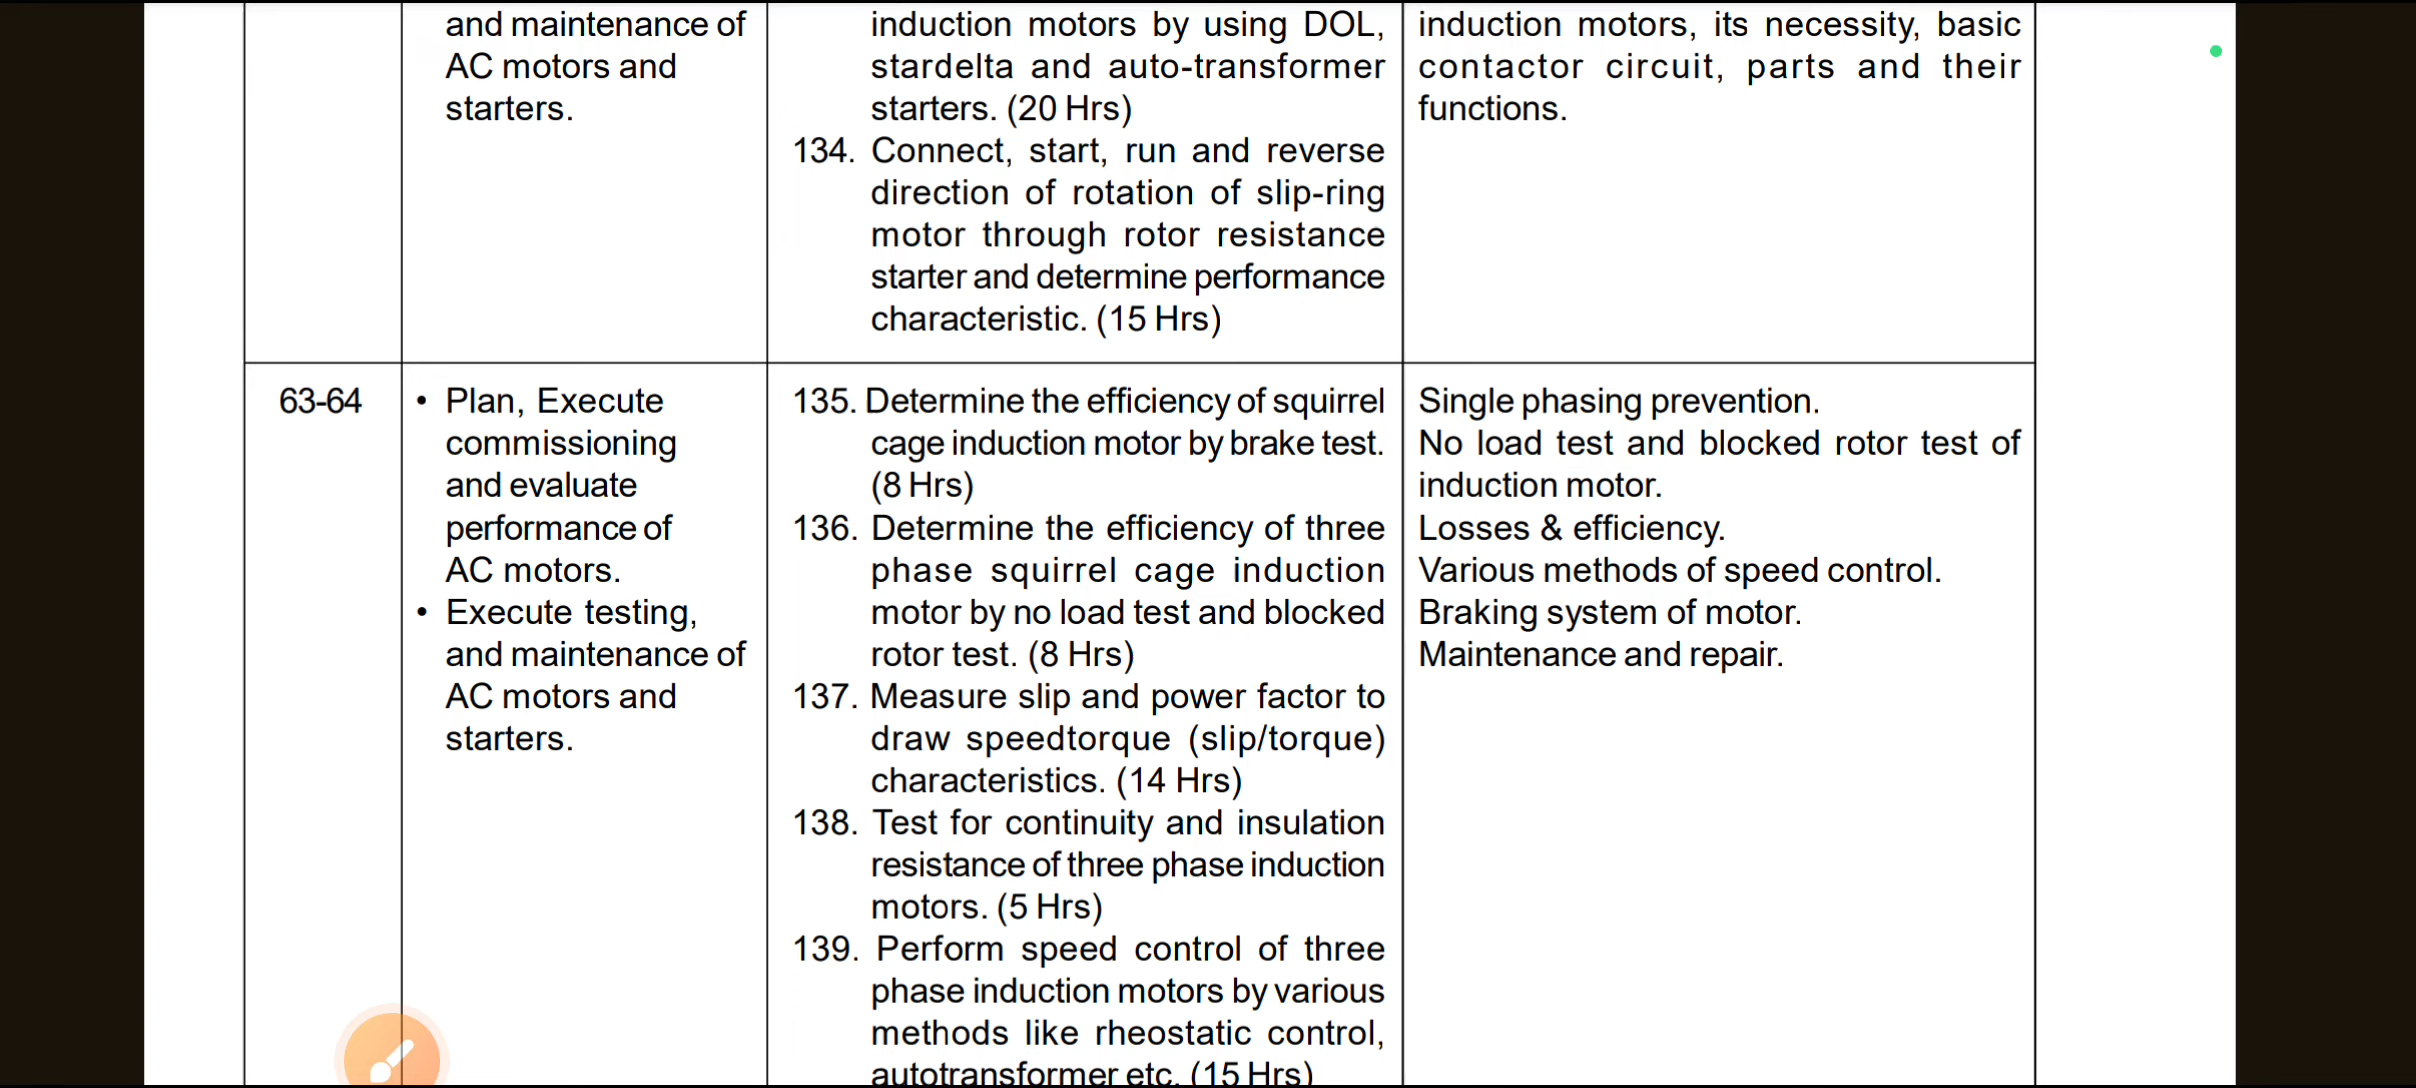 and maintenance of
AC motors and
starters.
induction motors by using DOL,
stardelta and auto-transformer
starters. (20 Hrs)
134. Connect, start, run and reverse
direction of rotation of slip-ring
motor through rotor resistance
starter and determine performance
characteristic. (15 Hrs)
induction motors, its necessity, basic
contactor circuit, parts and their
functions.
63-64
• Plan, Execute
commissioning
and evaluate
performance of
AC motors.
• Execute testing,
and maintenance of
AC motors and
starters.
135. Determine the efficiency of squirrel
cage induction motor by brake test.
(8 Hrs)
136. Determine the efficiency of three
phase squirrel cage induction
motor by no load test and blocked
rotor test. (8 Hrs)
137. Measure slip and power factor to
draw speedtorque (slip/torque)
characteristics. (14 Hrs)
138. Test for continuity and insulation
resistance of three phase induction
motors. (5 Hrs)
139. Perform speed control of three
phase induction motors by various
methods like rheostatic control,
autotransformer etc. (15 Hrs)
Single phasing prevention.
No load test and blocked rotor test of
induction motor.
Losses & efficiency.
Various methods of speed control.
Braking system of motor.
Maintenance and repair.